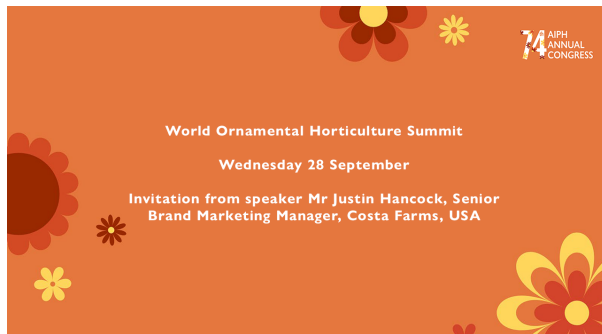 74 AIPH
ANNUAL
CONGRESS
World Ornamental Horticulture Summit
Wednesday 28 September
Invitation from speaker Mr Justin Hancock, Senior
Brand Marketing Manager, Costa Farms, USA